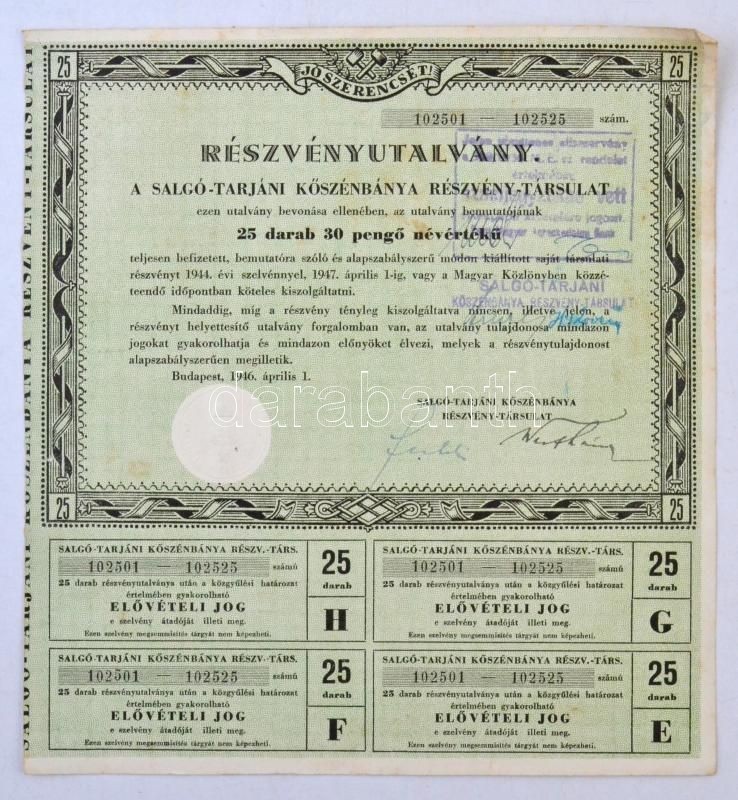 25
25
JÓ SZERENCSÉT!
102501 — 102525 szám.
RÉSZVÉNYUTALVÁNY.
A SALGÓ-TARJÁNI KŐSZÉNBÁNYA RÉSZVÉNY-TÁRSULAT
ezen utalvány bevonása ellenében, az utalvány bemutatójának
25 darab 30 pengő névértékű
teljesen befizetett, bemutatóra szóló és alapszabályszerű módon kiállított saját társulati
részvényt 1944. évi szelvénnyel, 1947. április 1-ig, vagy a Magyar Közlönyben közzé-
teendő időpontban köteles kiszolgáltatni.
Mindaddig, míg a részvény tényleg kiszolgáltatva nincsen, illetve jelen, a
részvényt helyettesítő utalvány forgalomban van, az utalvány tulajdonosa mindazon
jogokat gyakorolhatja és mindazon előnyöket élvezi, melyek a részvénytulajdonost
alapszabályszerűen megilletik.
Budapest, 1946. április 1.
SALGÓ-TARJÁNI KŐSZÉNBÁNYA
RÉSZVÉNY-TÁRSULAT
rendelet
értelmében
vett
SALGÓ-TARJÁNI
KŐSZÉNBÁNYA RÉSZVÉNY-TÁRSULAT
darabanth
25
25
SALGÓ-TARJÁNI KŐSZÉNBÁNYA RÉSZVÉNY-TÁRSULAT
SALGÓ-TARJÁNI KŐSZÉNBÁNYA RÉSZV.-TÁRS.
102501 — 102525 számú
25 darab részvényutalványa után a közgyűlési határozat
értelmében gyakorolható
ELŐVÉTELI JOG
e szelvény átadóját illeti meg.
Ezen szelvény megsemmisítés tárgyát nem képezheti.
25
darab
H
SALGÓ-TARJÁNI KŐSZÉNBÁNYA RÉSZV.-TÁRS.
102501 — 102525 számú
25 darab részvényutalványa után a közgyűlési határozat
értelmében gyakorolható
ELŐVÉTELI JOG
e szelvény átadóját illeti meg.
Ezen szelvény megsemmisítés tárgyát nem képezheti.
25
darab
G
SALGÓ-TARJÁNI KŐSZÉNBÁNYA RÉSZV.-TÁRS.
102501 — 102525 számú
25 darab részvényutalványa után a közgyűlési határozat
értelmében gyakorolható
ELŐVÉTELI JOG
e szelvény átadóját illeti meg.
Ezen szelvény megsemmisítés tárgyát nem képezheti.
25
darab
F
SALGÓ-TARJÁNI KŐSZÉNBÁNYA RÉSZV.-TÁRS.
102501 — 102525 számú
25 darab részvényutalványa után a közgyűlési határozat
értelmében gyakorolható
ELŐVÉTELI JOG
e szelvény átadóját illeti meg.
Ezen szelvény megsemmisítés tárgyát nem képezheti.
25
darab
E